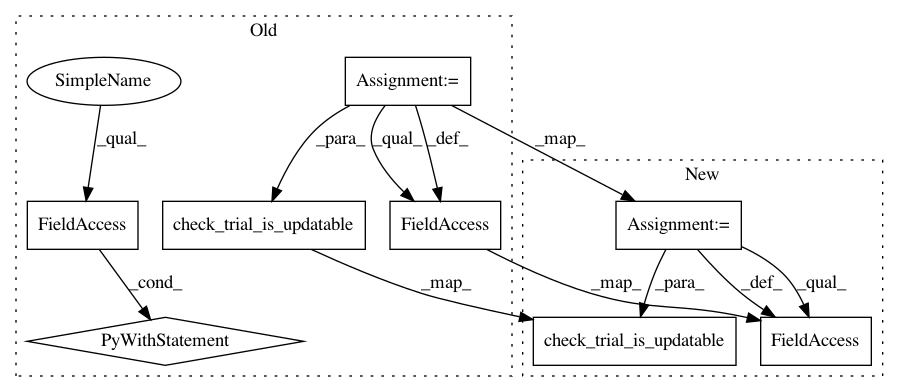 Old
SimpleName
Assignment:=
_qual_
_para_
_qual_
_def_
_map_
New
FieldAccess
check_trial_is_updatable
FieldAccess
Assignment:=
_cond_
_map_
_map_
_para_
_def_
_qual_
PyWithStatement
check_trial_is_updatable
FieldAccess